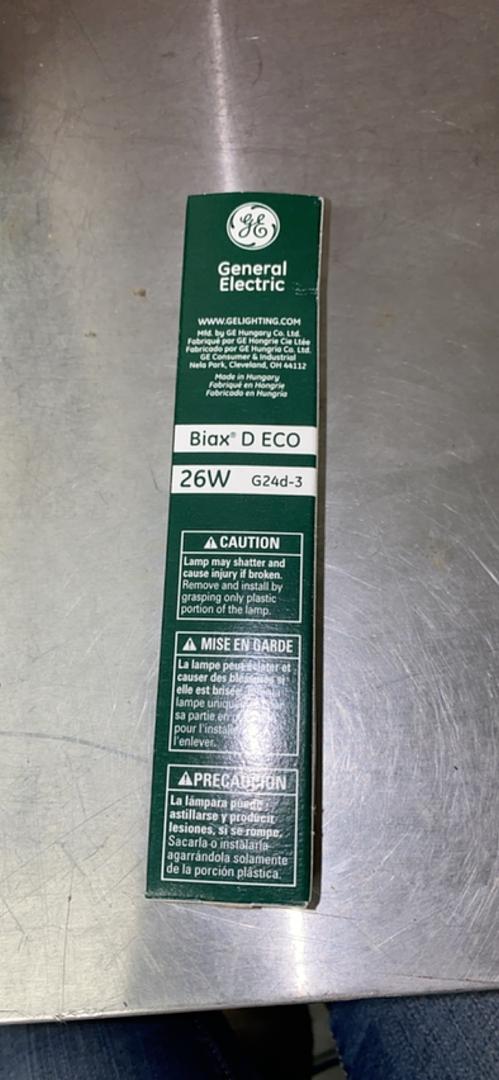 GE
General
Electric
WWW.GELIGHTING.COM
Mfd. by GE Hungary Co. Ltd.
Fabriqué par GE Hongrie Cie Ltée
Fabricado por GE Hungria Co. Ltd.
GE Consumer & Industrial
Nela Park, Cleveland, OH 44112
Made in Hungary
Fabriqué en Hongrie
Fabricado en Hungria
Biax® D ECO
26W G24d-3
CAUTION
Lamp may shatter and
cause injury if broken.
Remove and install by
grasping only plastic
portion of the lamp.
MISE EN GARDE
La lampe peut éclater et
causer des blessures si
elle est brisée.
lampe
sa partie en
pour l'installer
l'enlever.
PRECAUCIÓN
La lámpara puede
astillarse y producir
lesiones, si se rompe.
Sacarla o instalarla
agarrándola solamente
de la porción plástica.